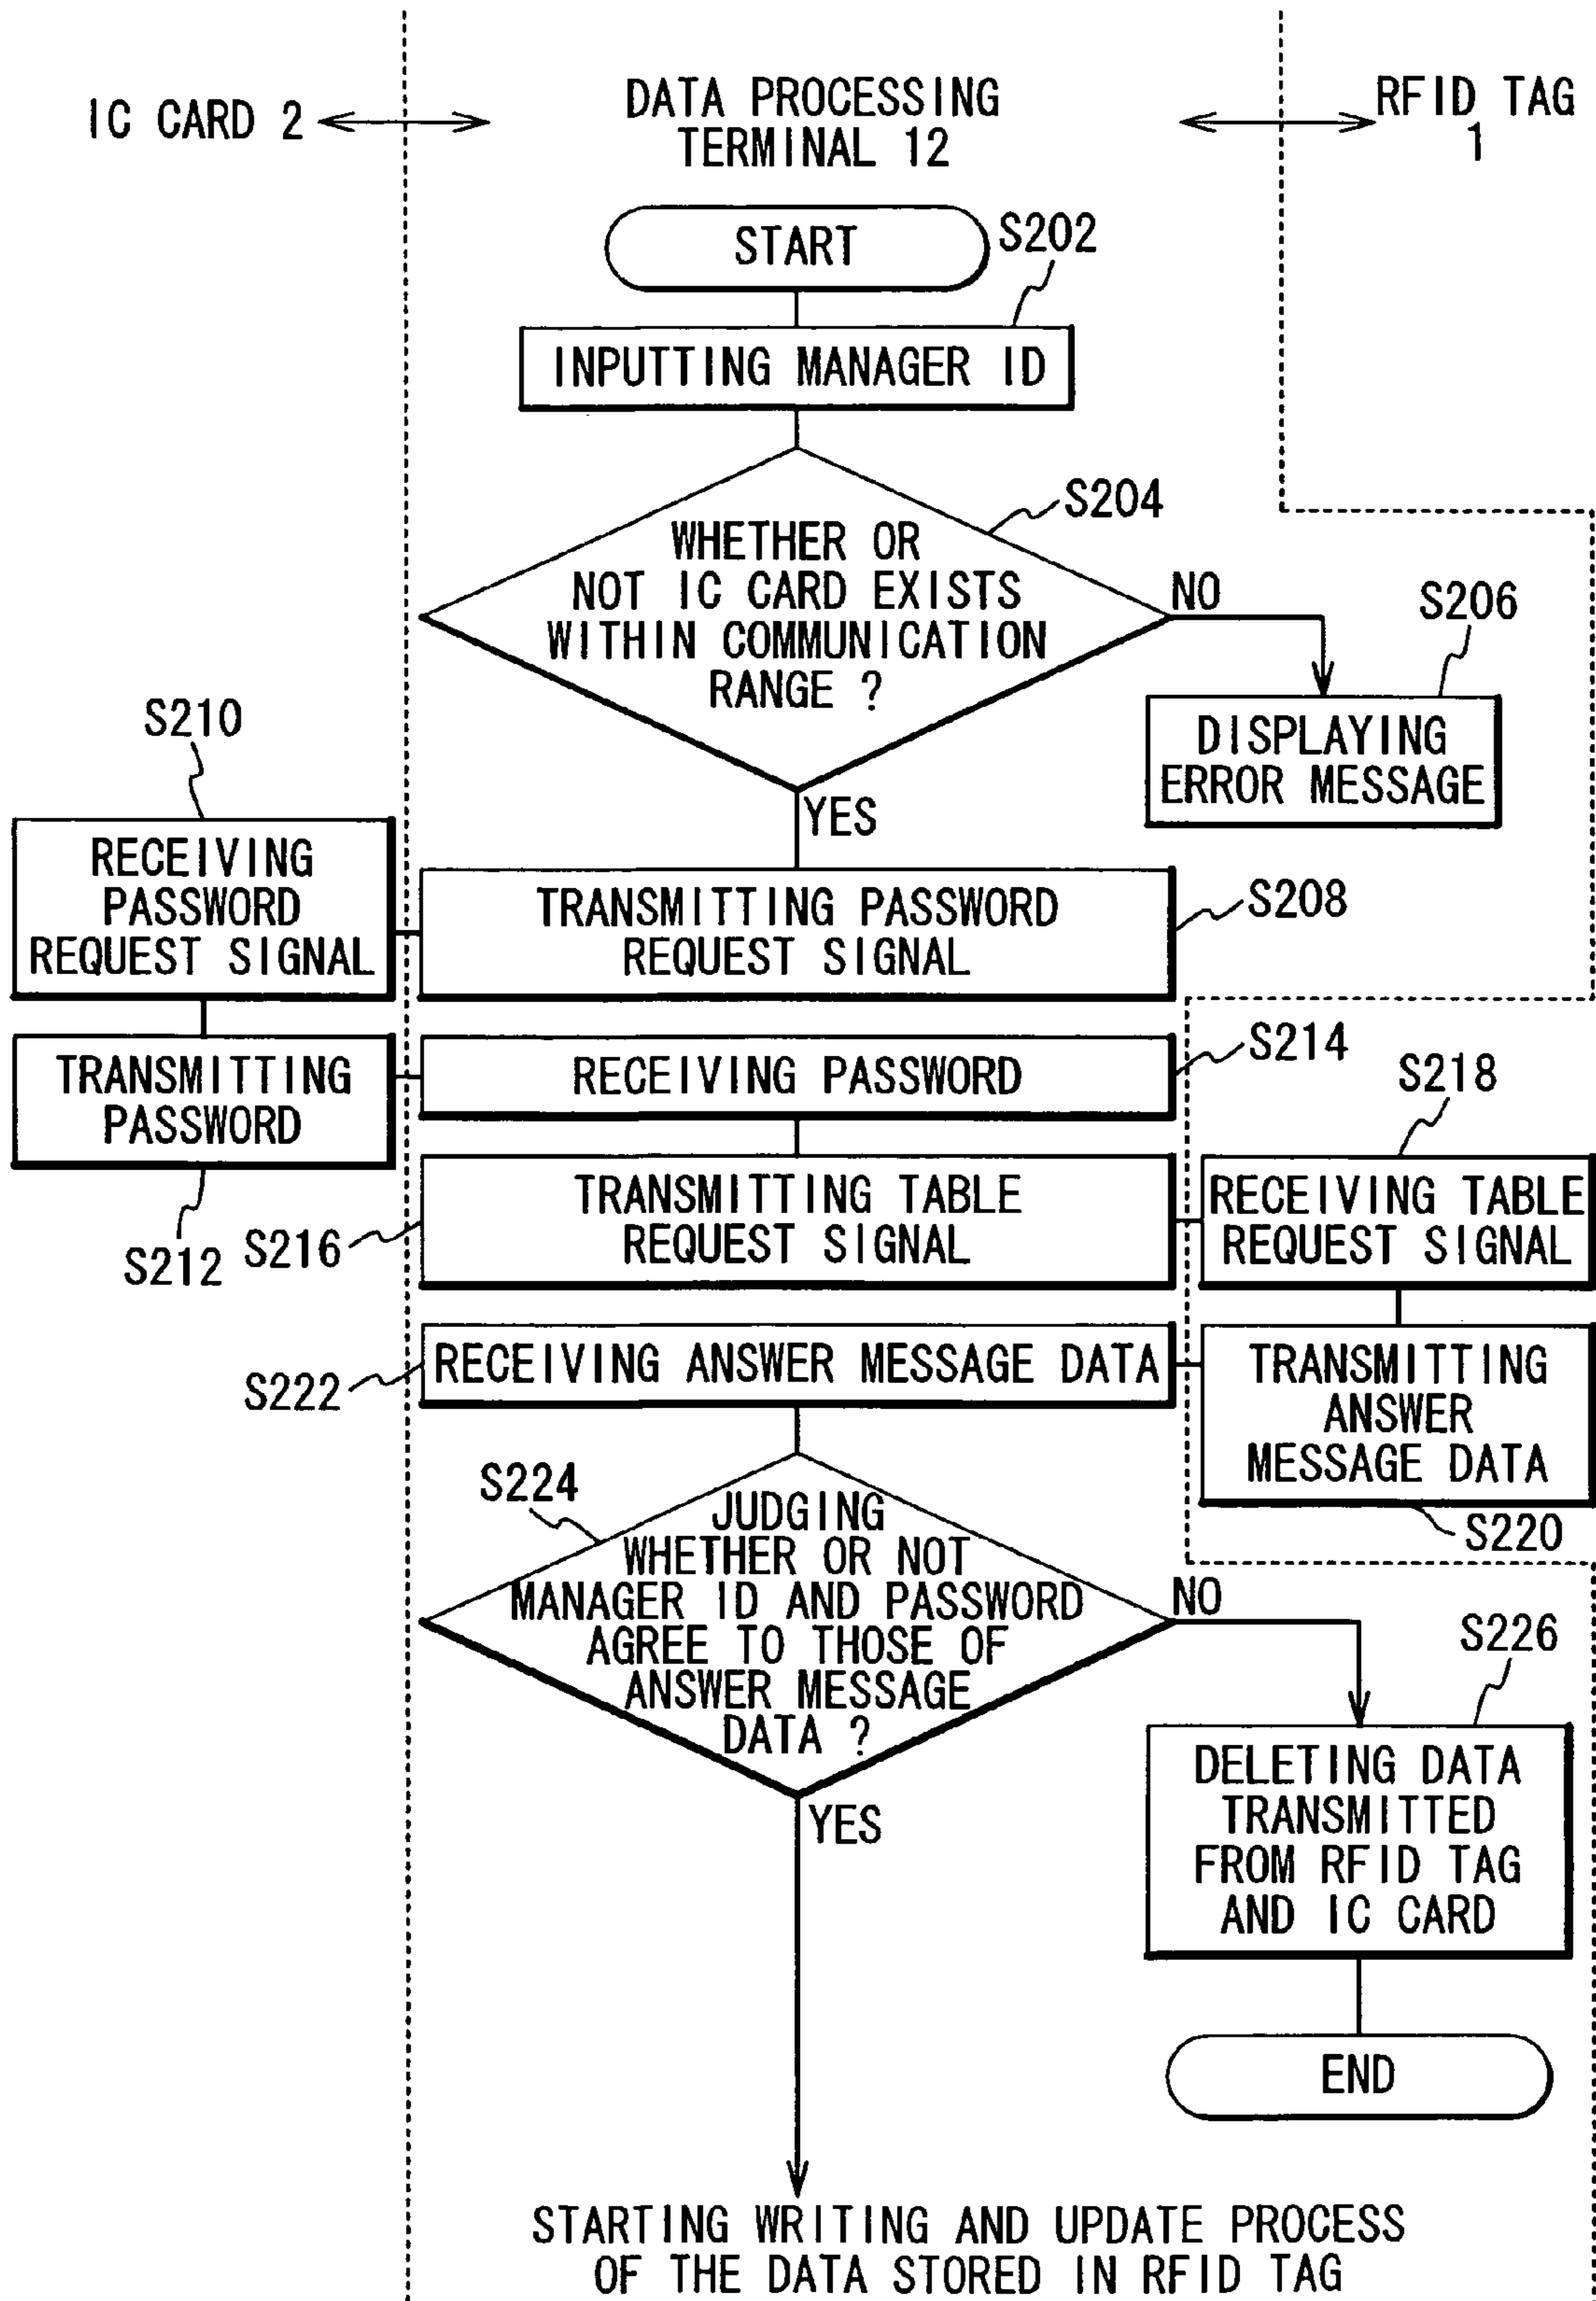 IC CARD 2
DATA PROCESSING
TERMINAL 12
RFID TAG
1
START
S202
INPUTTING MANAGER ID
S204
WHETHER OR
NOT IC CARD EXISTS
WITHIN COMMUNICATION
RANGE ?
NO
S206
DISPLAYING
ERROR MESSAGE
YES
S210
RECEIVING
PASSWORD
REQUEST SIGNAL
TRANSMITTING PASSWORD
REQUEST SIGNAL
S208
TRANSMITTING
PASSWORD
S212
RECEIVING PASSWORD
S214
S216
TRANSMITTING TABLE
REQUEST SIGNAL
S218
RECEIVING TABLE
REQUEST SIGNAL
S222
RECEIVING ANSWER MESSAGE DATA
TRANSMITTING
ANSWER
MESSAGE DATA
S220
S224
JUDGING
WHETHER OR NOT
MANAGER ID AND PASSWORD
AGREE TO THOSE OF
ANSWER MESSAGE
DATA ?
NO
S226
DELETING DATA
TRANSMITTED
FROM RFID TAG
AND IC CARD
YES
END
STARTING WRITING AND UPDATE PROCESS
OF THE DATA STORED IN RFID TAG